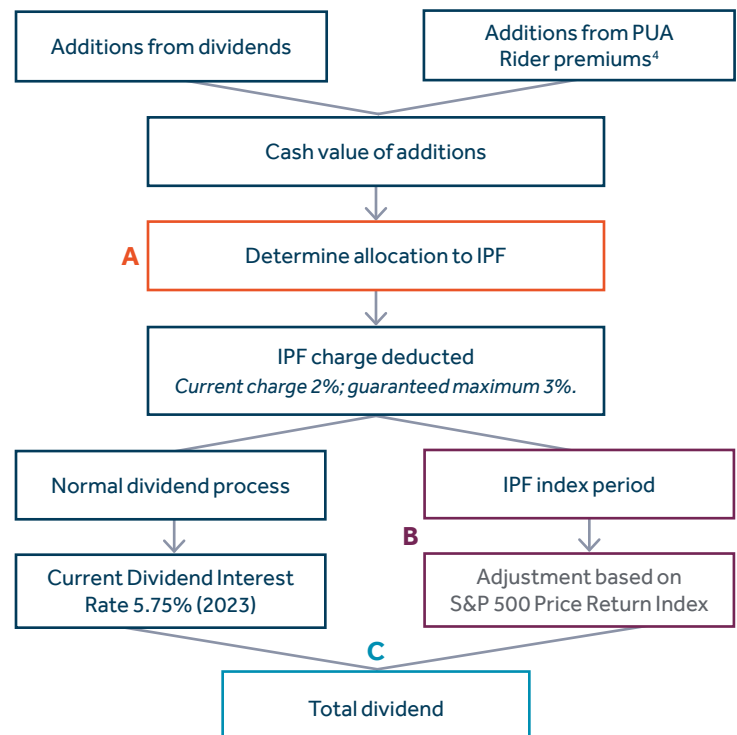 Additions from dividends
Additions from PUA
Rider premiums⁴
Cash value of additions
A
Determine allocation to IPF
IPF charge deducted
Current charge 2%; guaranteed maximum 3%.
Normal dividend process
IPF index period
B
Current Dividend Interest
Rate 5.75% (2023)
Adjustment based on
S&P 500 Price Return Index
C
Total dividend